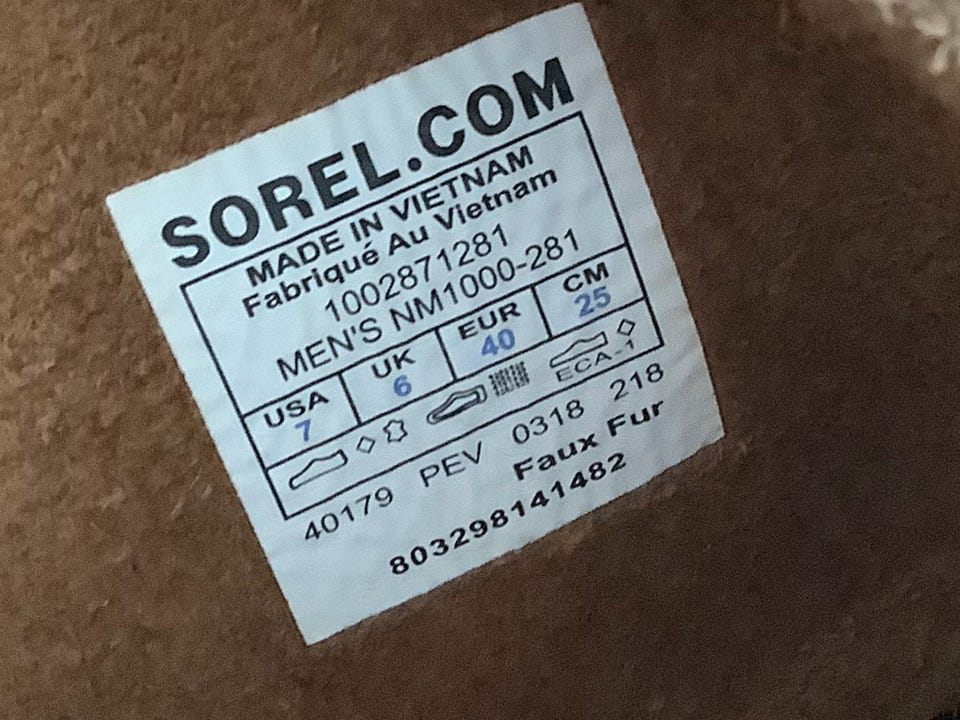 SOREL.COM
MADE IN VIETNAM
Fabriqué Au Vietnam
1002871281
MEN'S NM1000-281
USA UK EUR CM
7 6 40 25
ECA-1
40179 PEV 0318 218
Faux Fur
803298141482